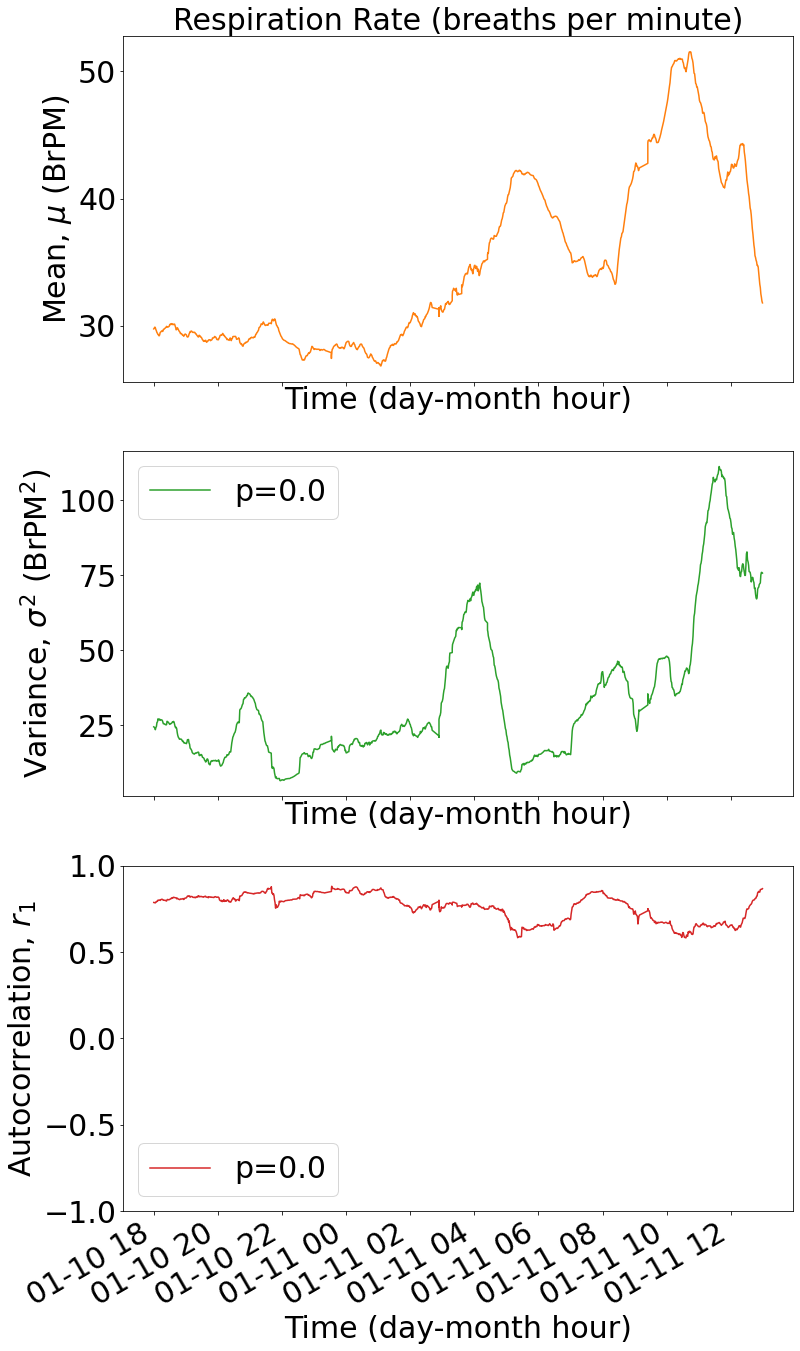 Respiration Rate (breaths per minute)
50
40
30
Mean, μ (BrPM)
Time (day-month hour)
p=0.0
100
75
50
25
Variance, σ² (BrPM²)
Time (day-month hour)
1.0
0.5
0.0
−0.5
−1.0
Autocorrelation, r₁
p=0.0
01-10 18
01-10 20
01-10 22
01-11 00
01-11 02
01-11 04
01-11 06
01-11 08
01-11 10
01-11 12
Time (day-month hour)